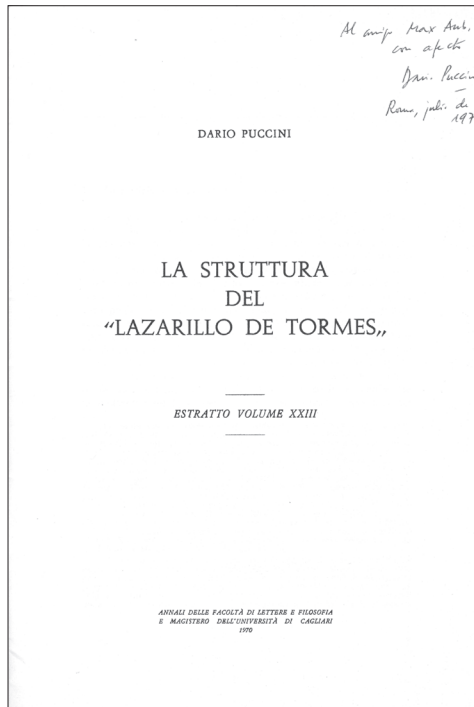 Al amigo Max Aub,
con afecto
Dario Puccini
Roma, julio de
197
DARIO PUCCINI
LA STRUTTURA
DEL
“LAZARILLO DE TORMES„
ESTRATTO VOLUME XXIII
ANNALI DELLE FACOLTÀ DI LETTERE E FILOSOFIA
E MAGISTERO DELL'UNIVERSITÀ DI CAGLIARI
1970